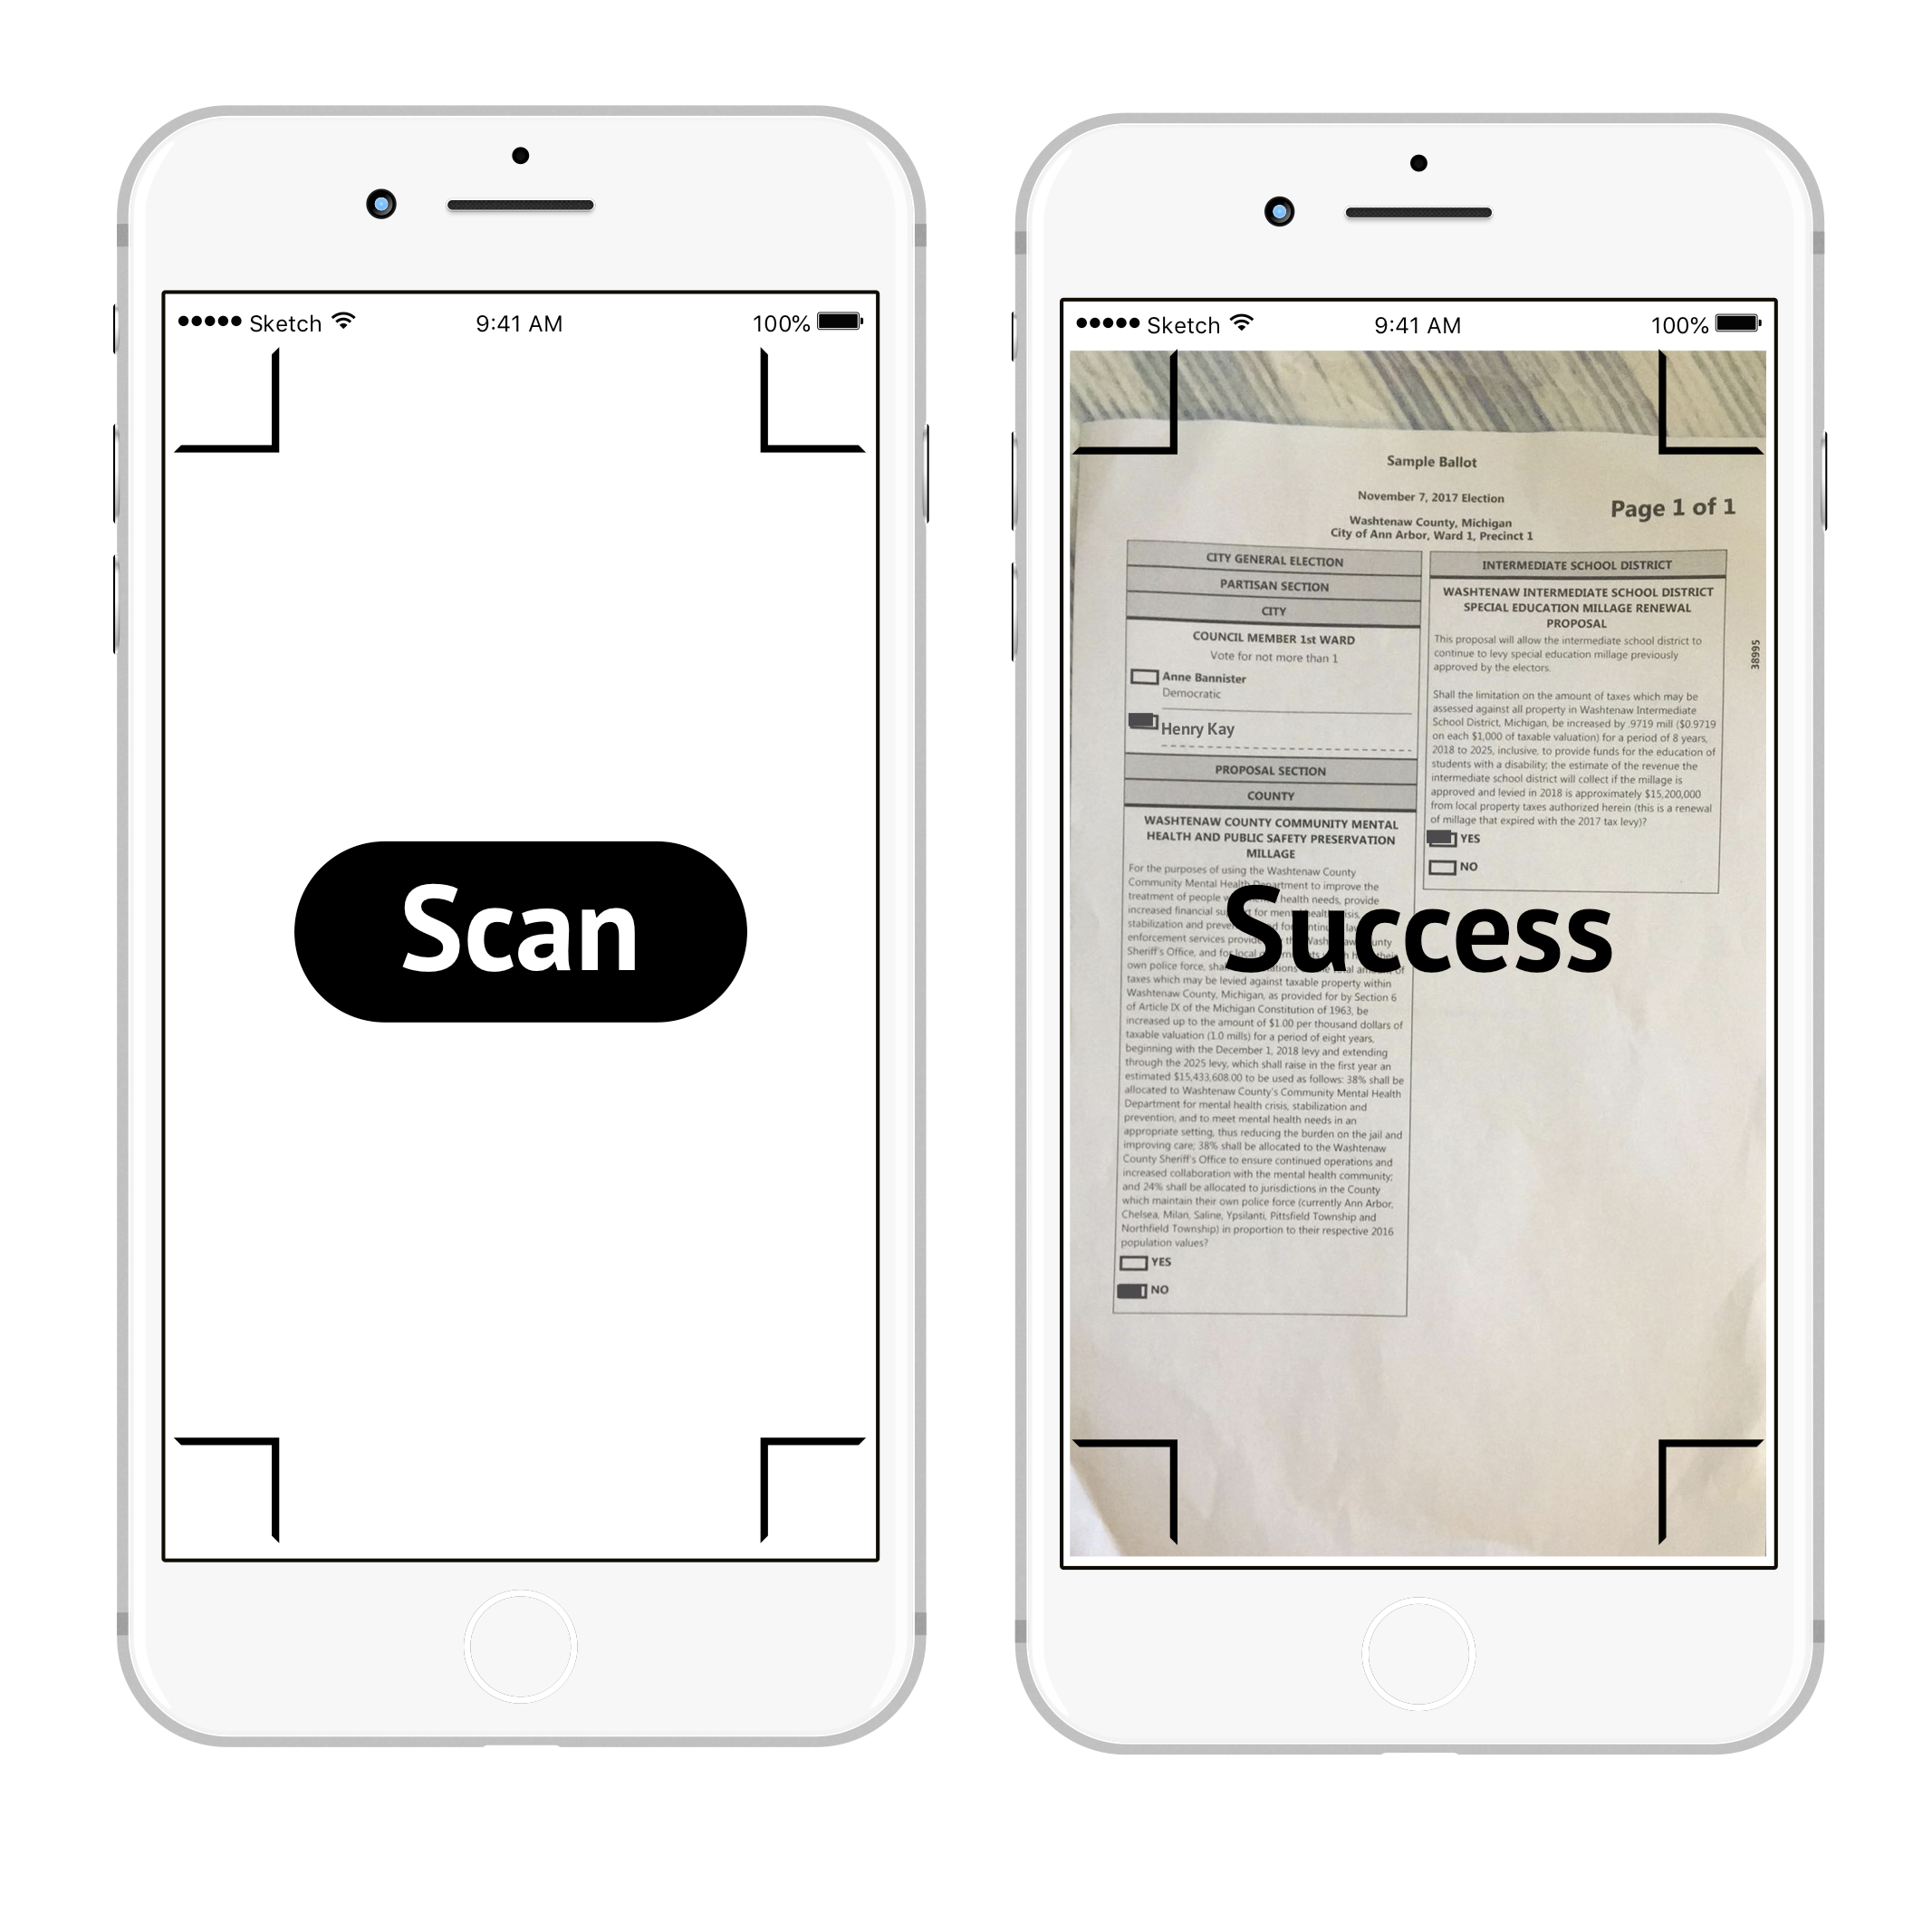 Sketch 9:41 AM 100%
Scan
Sketch 9:41 AM 100%
Sample Ballot
November 7, 2017 Election
Page 1 of 1
Washtenaw County, Michigan
City of Ann Arbor, Ward 1, Precinct 1
CITY GENERAL ELECTION
PARTISAN SECTION
CITY
COUNCIL MEMBER 1st WARD
Vote for not more than 1
Anne Bannister
Democratic
Henry Kay
PROPOSAL SECTION
COUNTY
WASHTENAW COUNTY COMMUNITY MENTAL
HEALTH AND PUBLIC SAFETY PRESERVATION
MILLAGE
For the purposes of using the Washtenaw County
Community Mental Health Department to improve the
treatment of people health needs, provide
increased financial for mental health
stabilization and
enforcement services
Sheriff's Office, and for local
own police force,
taxes which may be levied against taxable property within
Washtenaw County, Michigan, as provided for by Section 6
of Article IX of the Michigan Constitution of 1963, be
increased up to the amount of $1.00 per thousand dollars of
taxable valuation (1.0 mills) for a period of eight years,
beginning with the December 1, 2018 levy and extending
through the 2025 levy, which shall raise in the first year an
estimated $15,433,608.00 to be used as follows: 38% shall be
allocated to Washtenaw County's Community Mental Health
Department for mental health crisis, stabilization and
prevention, and to meet mental health needs in an
appropriate setting, thus reducing the burden on the jail and
improving care; 38% shall be allocated to the Washtenaw
County Sheriff's Office to ensure continued operations and
increased collaboration with the mental health community;
and 24% shall be allocated to jurisdictions in the County
which maintain their own police force (currently Ann Arbor,
Chelsea, Milan, Saline, Ypsilanti, Pittsfield Township and
Northfield Township) in proportion to their respective 2016
population values?
YES
NO
INTERMEDIATE SCHOOL DISTRICT
WASHTENAW INTERMEDIATE SCHOOL DISTRICT
SPECIAL EDUCATION MILLAGE RENEWAL
PROPOSAL
This proposal will allow the intermediate school district to
continue to levy special education millage previously
approved by the electors.
Shall the limitation on the amount of taxes which may be
assessed against all property in Washtenaw Intermediate
School District, Michigan, be increased by .9719 mill ($0.9719
on each $1,000 of taxable valuation) for a period of 8 years,
2018 to 2025, inclusive, to provide funds for the education of
students with a disability; the estimate of the revenue the
intermediate school district will collect if the millage is
approved and levied in 2018 is approximately $15,200,000
from local property taxes authorized herein (this is a renewal
of millage that expired with the 2017 tax levy)?
YES
NO
38995
Success